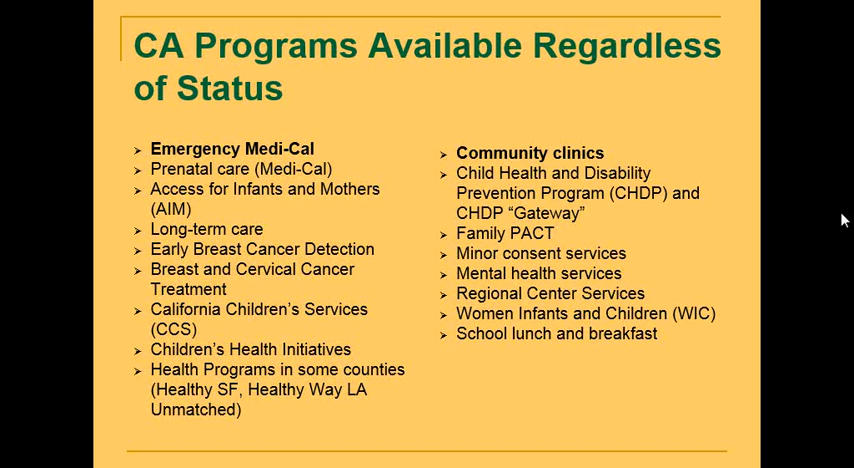 CA Programs Available Regardless
of Status
➢ Emergency Medi-Cal
➢ Prenatal care (Medi-Cal)
➢ Access for Infants and Mothers
(AIM)
➢ Long-term care
➢ Early Breast Cancer Detection
➢ Breast and Cervical Cancer
Treatment
➢ California Children’s Services
(CCS)
➢ Children’s Health Initiatives
➢ Health Programs in some counties
(Healthy SF, Healthy Way LA
Unmatched)
➢ Community clinics
➢ Child Health and Disability
Prevention Program (CHDP) and
CHDP “Gateway”
➢ Family PACT
➢ Minor consent services
➢ Mental health services
➢ Regional Center Services
➢ Women Infants and Children (WIC)
➢ School lunch and breakfast